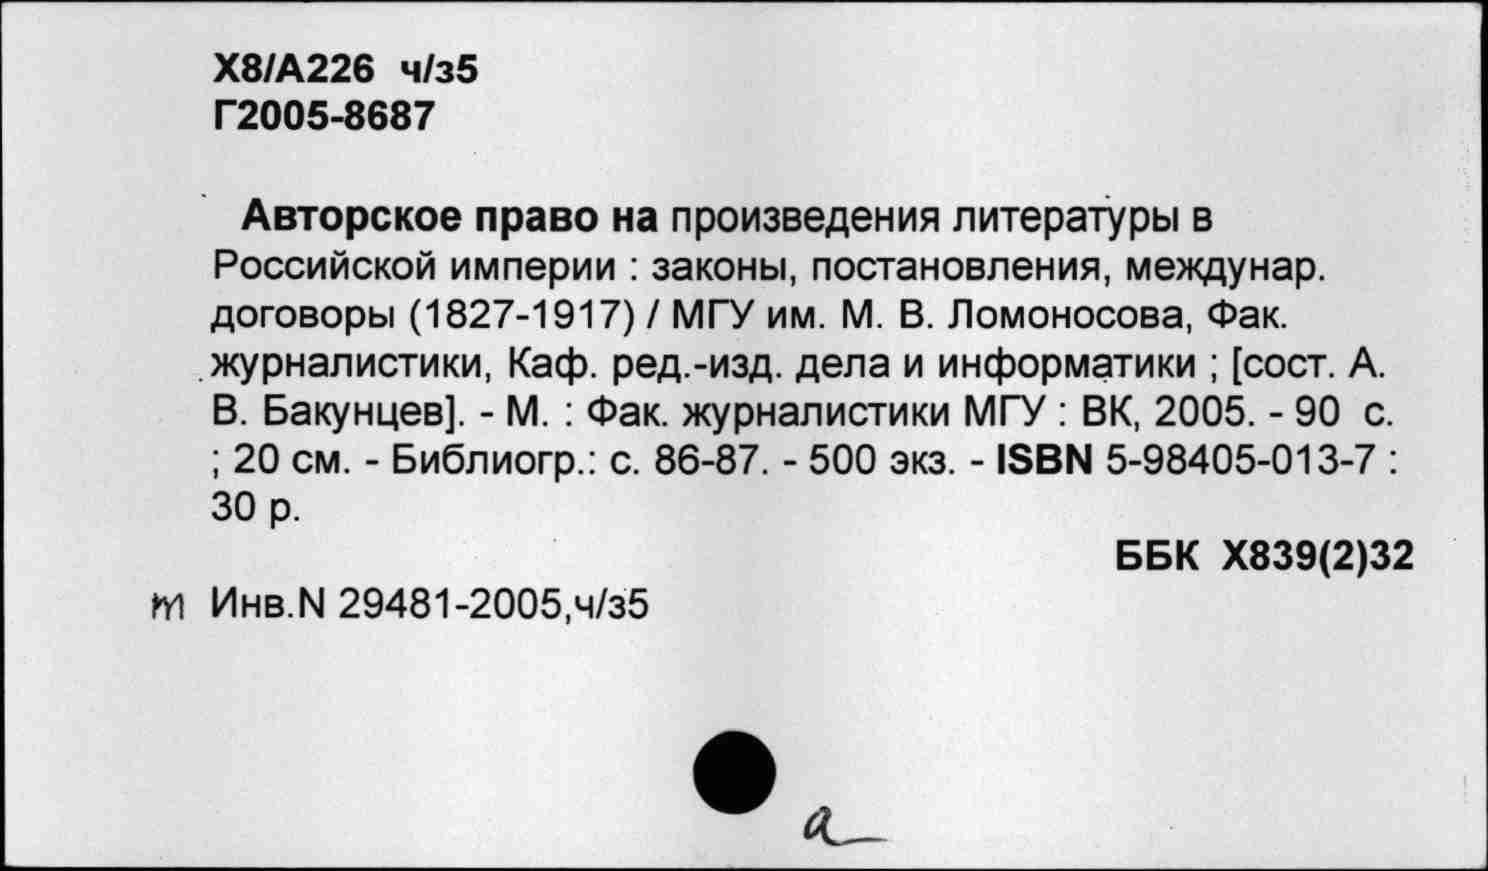 Х8/А226 ч/з5
Г2005-8687
Авторское право на произведения литературы в
Российской империи : законы, постановления, междунар.
договоры (1827-1917) / МГУ им. М. В. Ломоносова, Фак.
журналистики, Каф. ред.-изд. дела и информатики ; [сост. А.
В. Бакунцев]. - М. : Фак. журналистики МГУ : ВК, 2005. - 90 с.
; 20 см. - Библиогр.: с. 86-87. - 500 экз. - ISBN 5-98405-013-7 :
30 р.
ББК Х839(2)32
Инв.N 29481-2005,ч/з5
а